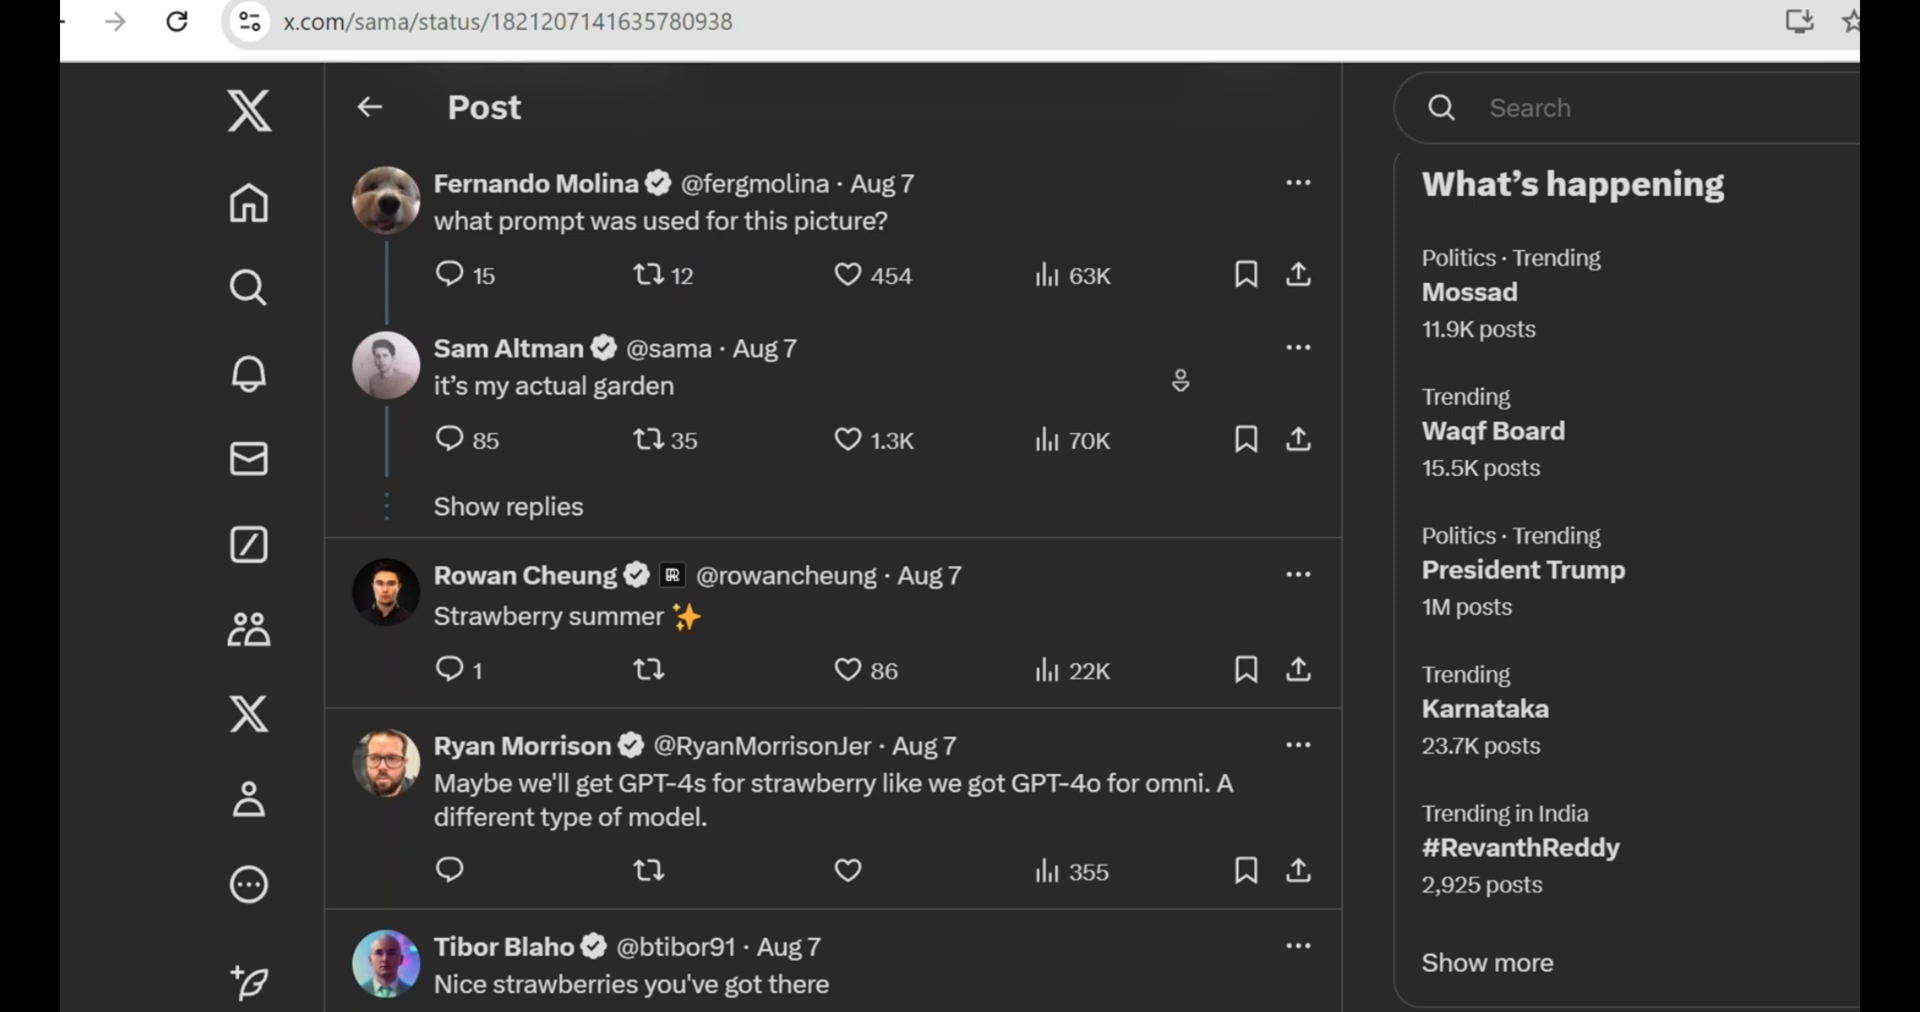 x.com/sama/status/1821207141635780938
Post
Fernando Molina @fergmolina · Aug 7
what prompt was used for this picture?
15 12 454 63K
Sam Altman @sama · Aug 7
it's my actual garden
85 35 1.3K 70K
Show replies
Rowan Cheung @rowancheung · Aug 7
Strawberry summer ✨
1 86 22K
Ryan Morrison @RyanMorrisonJer · Aug 7
Maybe we'll get GPT-4s for strawberry like we got GPT-4o for omni. A
different type of model.
355
Tibor Blaho @btibor91 · Aug 7
Nice strawberries you've got there
Search
What's happening
Politics · Trending
Mossad
11.9K posts
Trending
Waqf Board
15.5K posts
Politics · Trending
President Trump
1M posts
Trending
Karnataka
23.7K posts
Trending in India
#RevanthReddy
2,925 posts
Show more